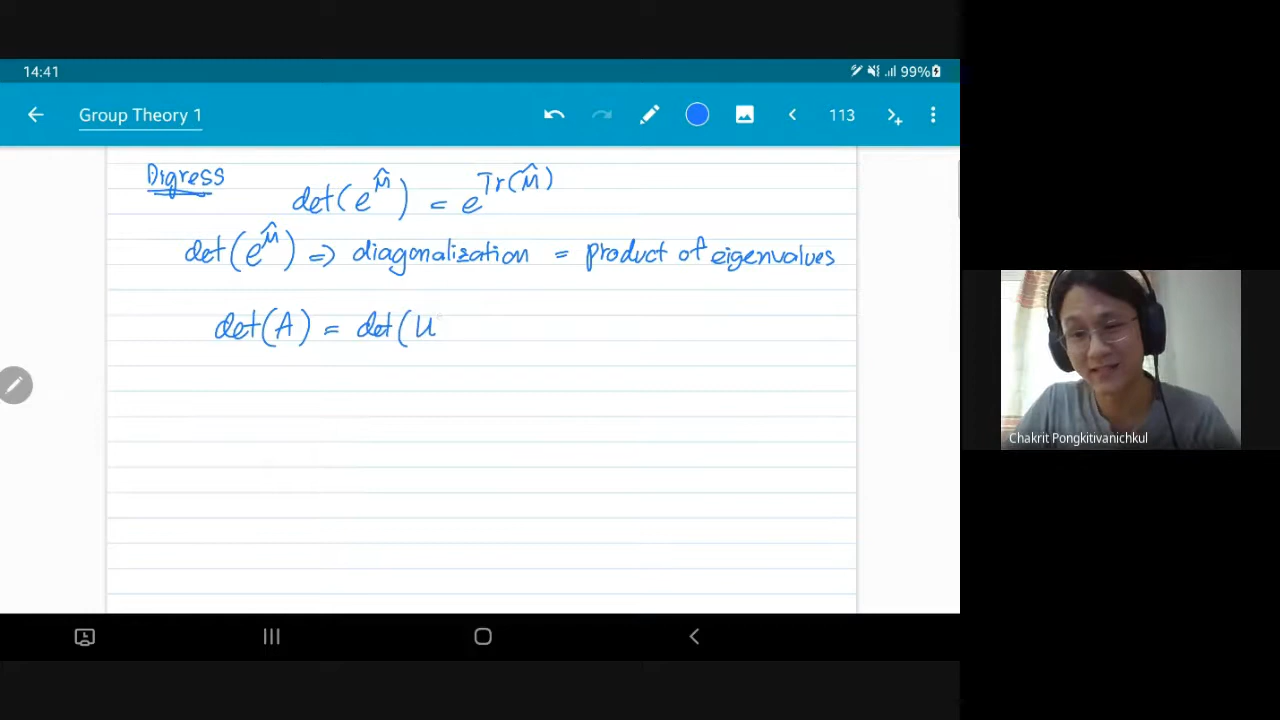 14:41 99%
Group Theory 1 113
Digress
det(e^M̂) = e^Tr(M̂)
det(e^M̂) ⇒ diagonalization = product of eigenvalues
det(A) = det(U
Chakrit Pongkitivanichkul